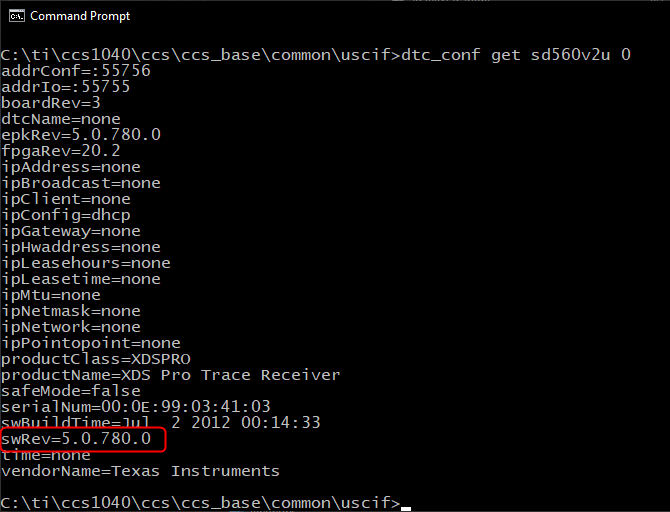 Command Prompt
C:\ti\ccs1040\ccs\ccs_base\common\uscif>dtc_conf get sd560v2u 0
addrConf=:55756
addrIo=:55755
boardRev=3
dtcName=none
epkRev=5.0.780.0
fpgaRev=20.2
ipAddress=none
ipBroadcast=none
ipClient=none
ipConfig=dhcp
ipGateway=none
ipHwaddress=none
ipLeasehours=none
ipLeasetime=none
ipMtu=none
ipNetmask=none
ipNetwork=none
ipPointopoint=none
productClass=XDSPRO
productName=XDS Pro Trace Receiver
safeMode=false
serialNum=00:0E:99:03:41:03
swBuildTime=Jul  2 2012 00:14:33
swRev=5.0.780.0
time=none
vendorName=Texas Instruments
C:\ti\ccs1040\ccs\ccs_base\common\uscif>